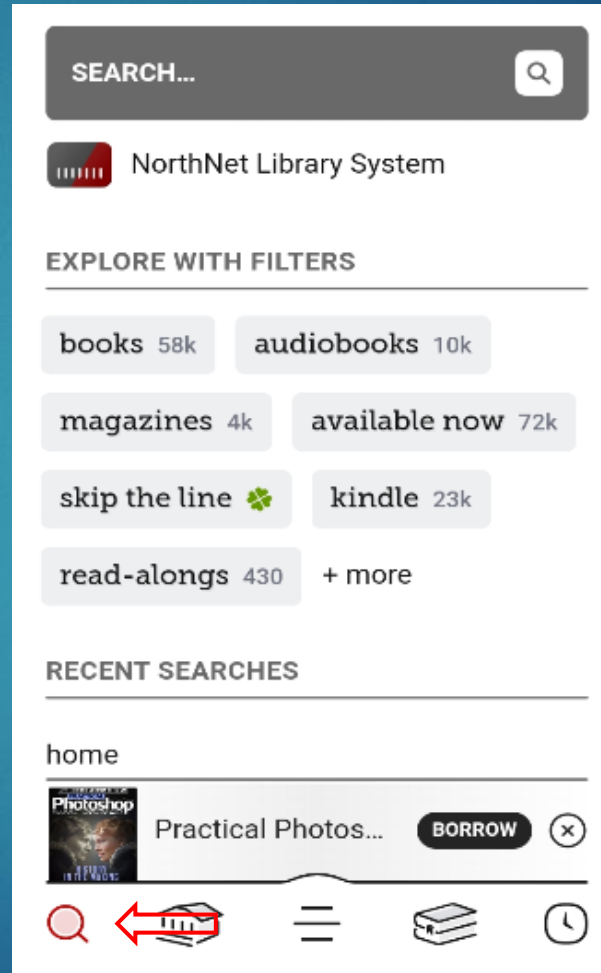 SEARCH...
NorthNet Library System
EXPLORE WITH FILTERS
books 58k audiobooks 10k
magazines 4k available now 72k
skip the line kindle 23k
read-alongs 430 + more
RECENT SEARCHES
home
Photoshop
Practical Photos... BORROW